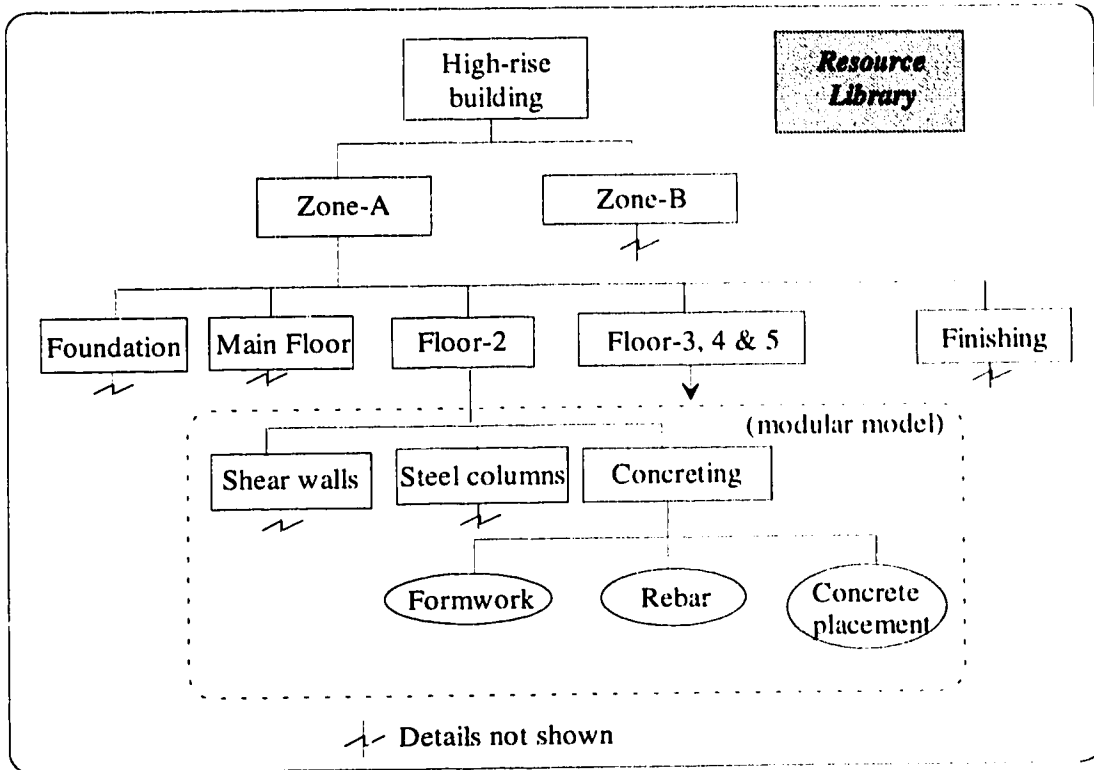 High-rise
building
Resource
Library
Zone-A
Zone-B
Foundation
Main Floor
Floor-2
Floor-3, 4 & 5
Finishing
(modular model)
Shear walls
Steel columns
Concreting
Formwork
Rebar
Concrete
placement
Details not shown